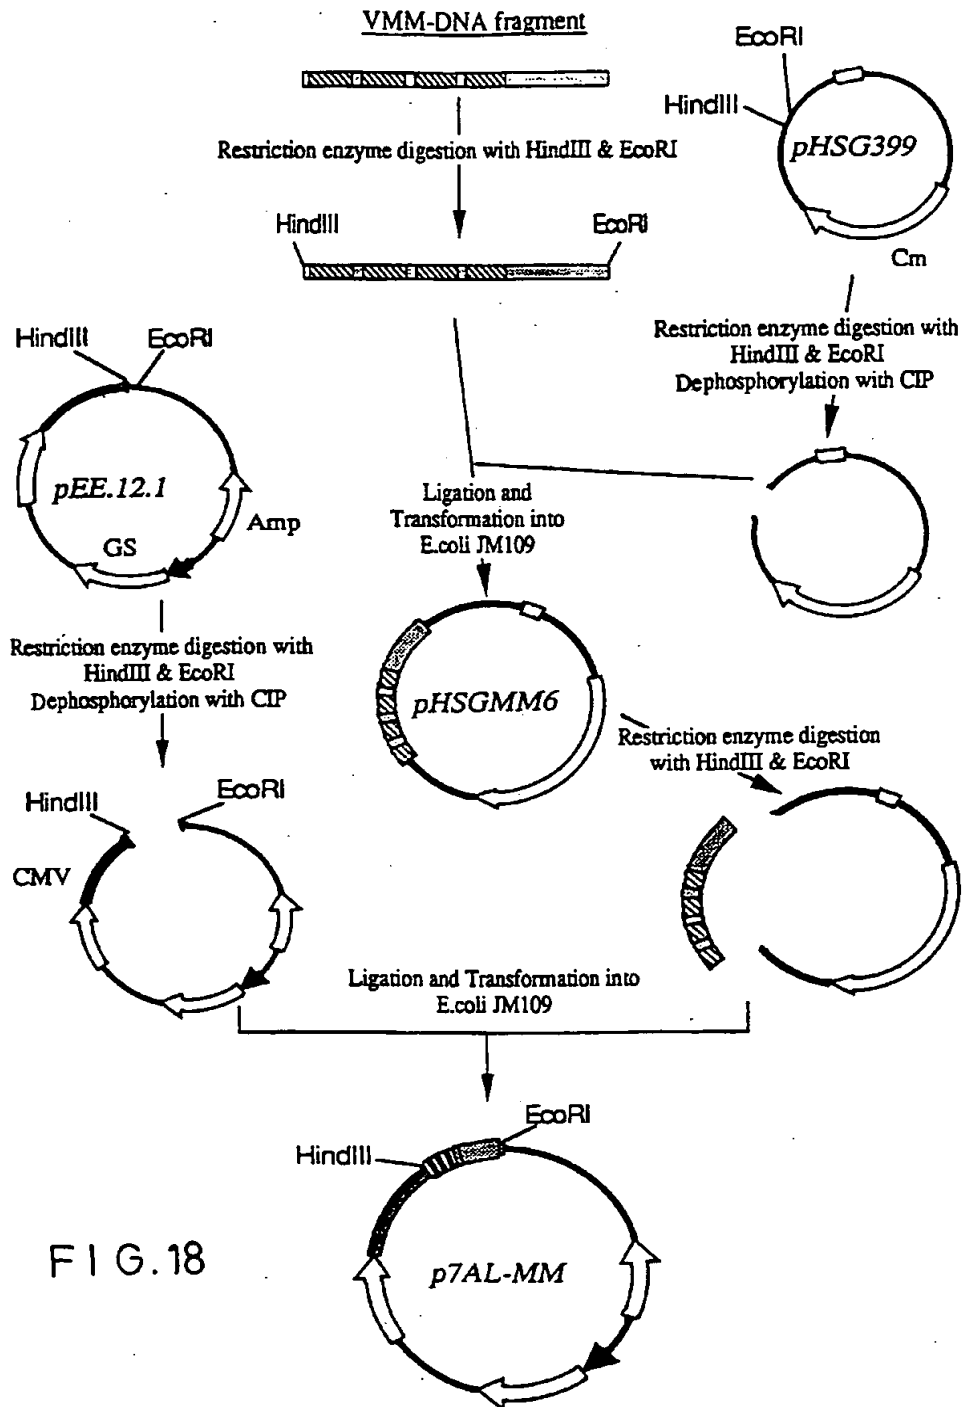 VMM-DNA fragment
EcoRI
HindIII
pHSG399
Cm
Restriction enzyme digestion with HindIII & EcoRI
HindIII
EcoRI
Restriction enzyme digestion with
HindIII & EcoRI
Dephosphorylation with CIP
HindIII
EcoRI
pEE.12.1
Amp
GS
Ligation and
Transformation into
E.coli JM109
Restriction enzyme digestion with
HindIII & EcoRI
Dephosphorylation with CIP
pHSGMM6
Restriction enzyme digestion
with HindIII & EcoRI
HindIII
EcoRI
CMV
Ligation and Transformation into
E.coli JM109
EcoRI
HindIII
p7AL-MM
FIG.18